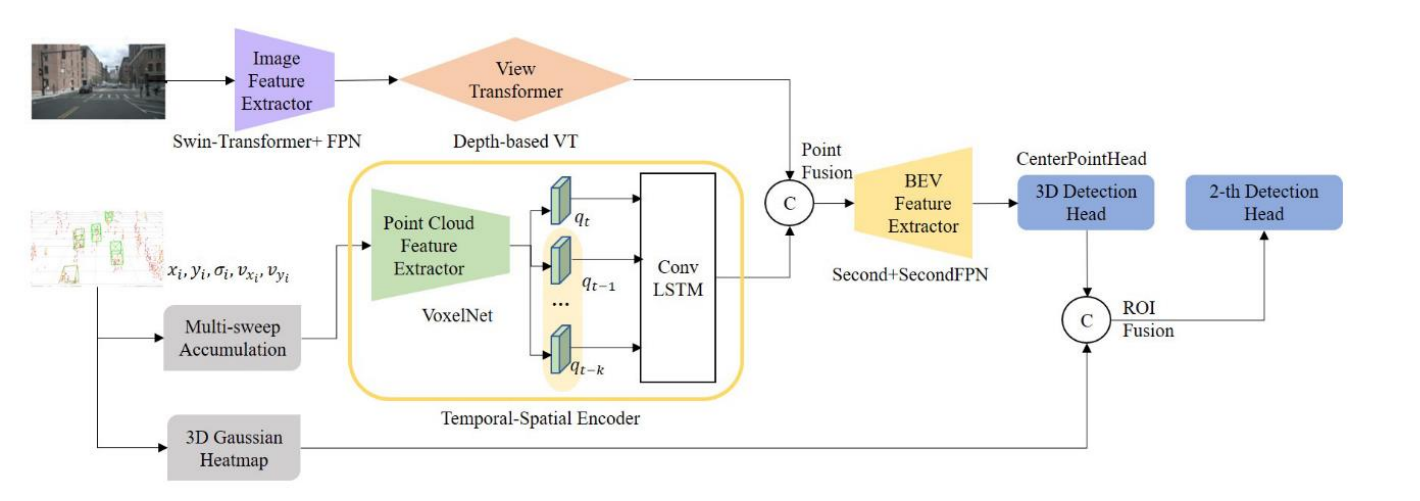 Image
Feature
Extractor
Swin-Transformer+ FPN
View
Transformer
Depth-based VT
x_i, y_i, σ_i, v_{x_i}, v_{y_i}
Multi-sweep
Accumulation
3D Gaussian
Heatmap
Point Cloud
Feature
Extractor
VoxelNet
q_t
q_{t−1}
...
q_{t−k}
Conv
LSTM
Temporal-Spatial Encoder
C
Point
Fusion
BEV
Feature
Extractor
Second+SecondFPN
CenterPointHead
3D Detection
Head
C
ROI
Fusion
2-th Detection
Head